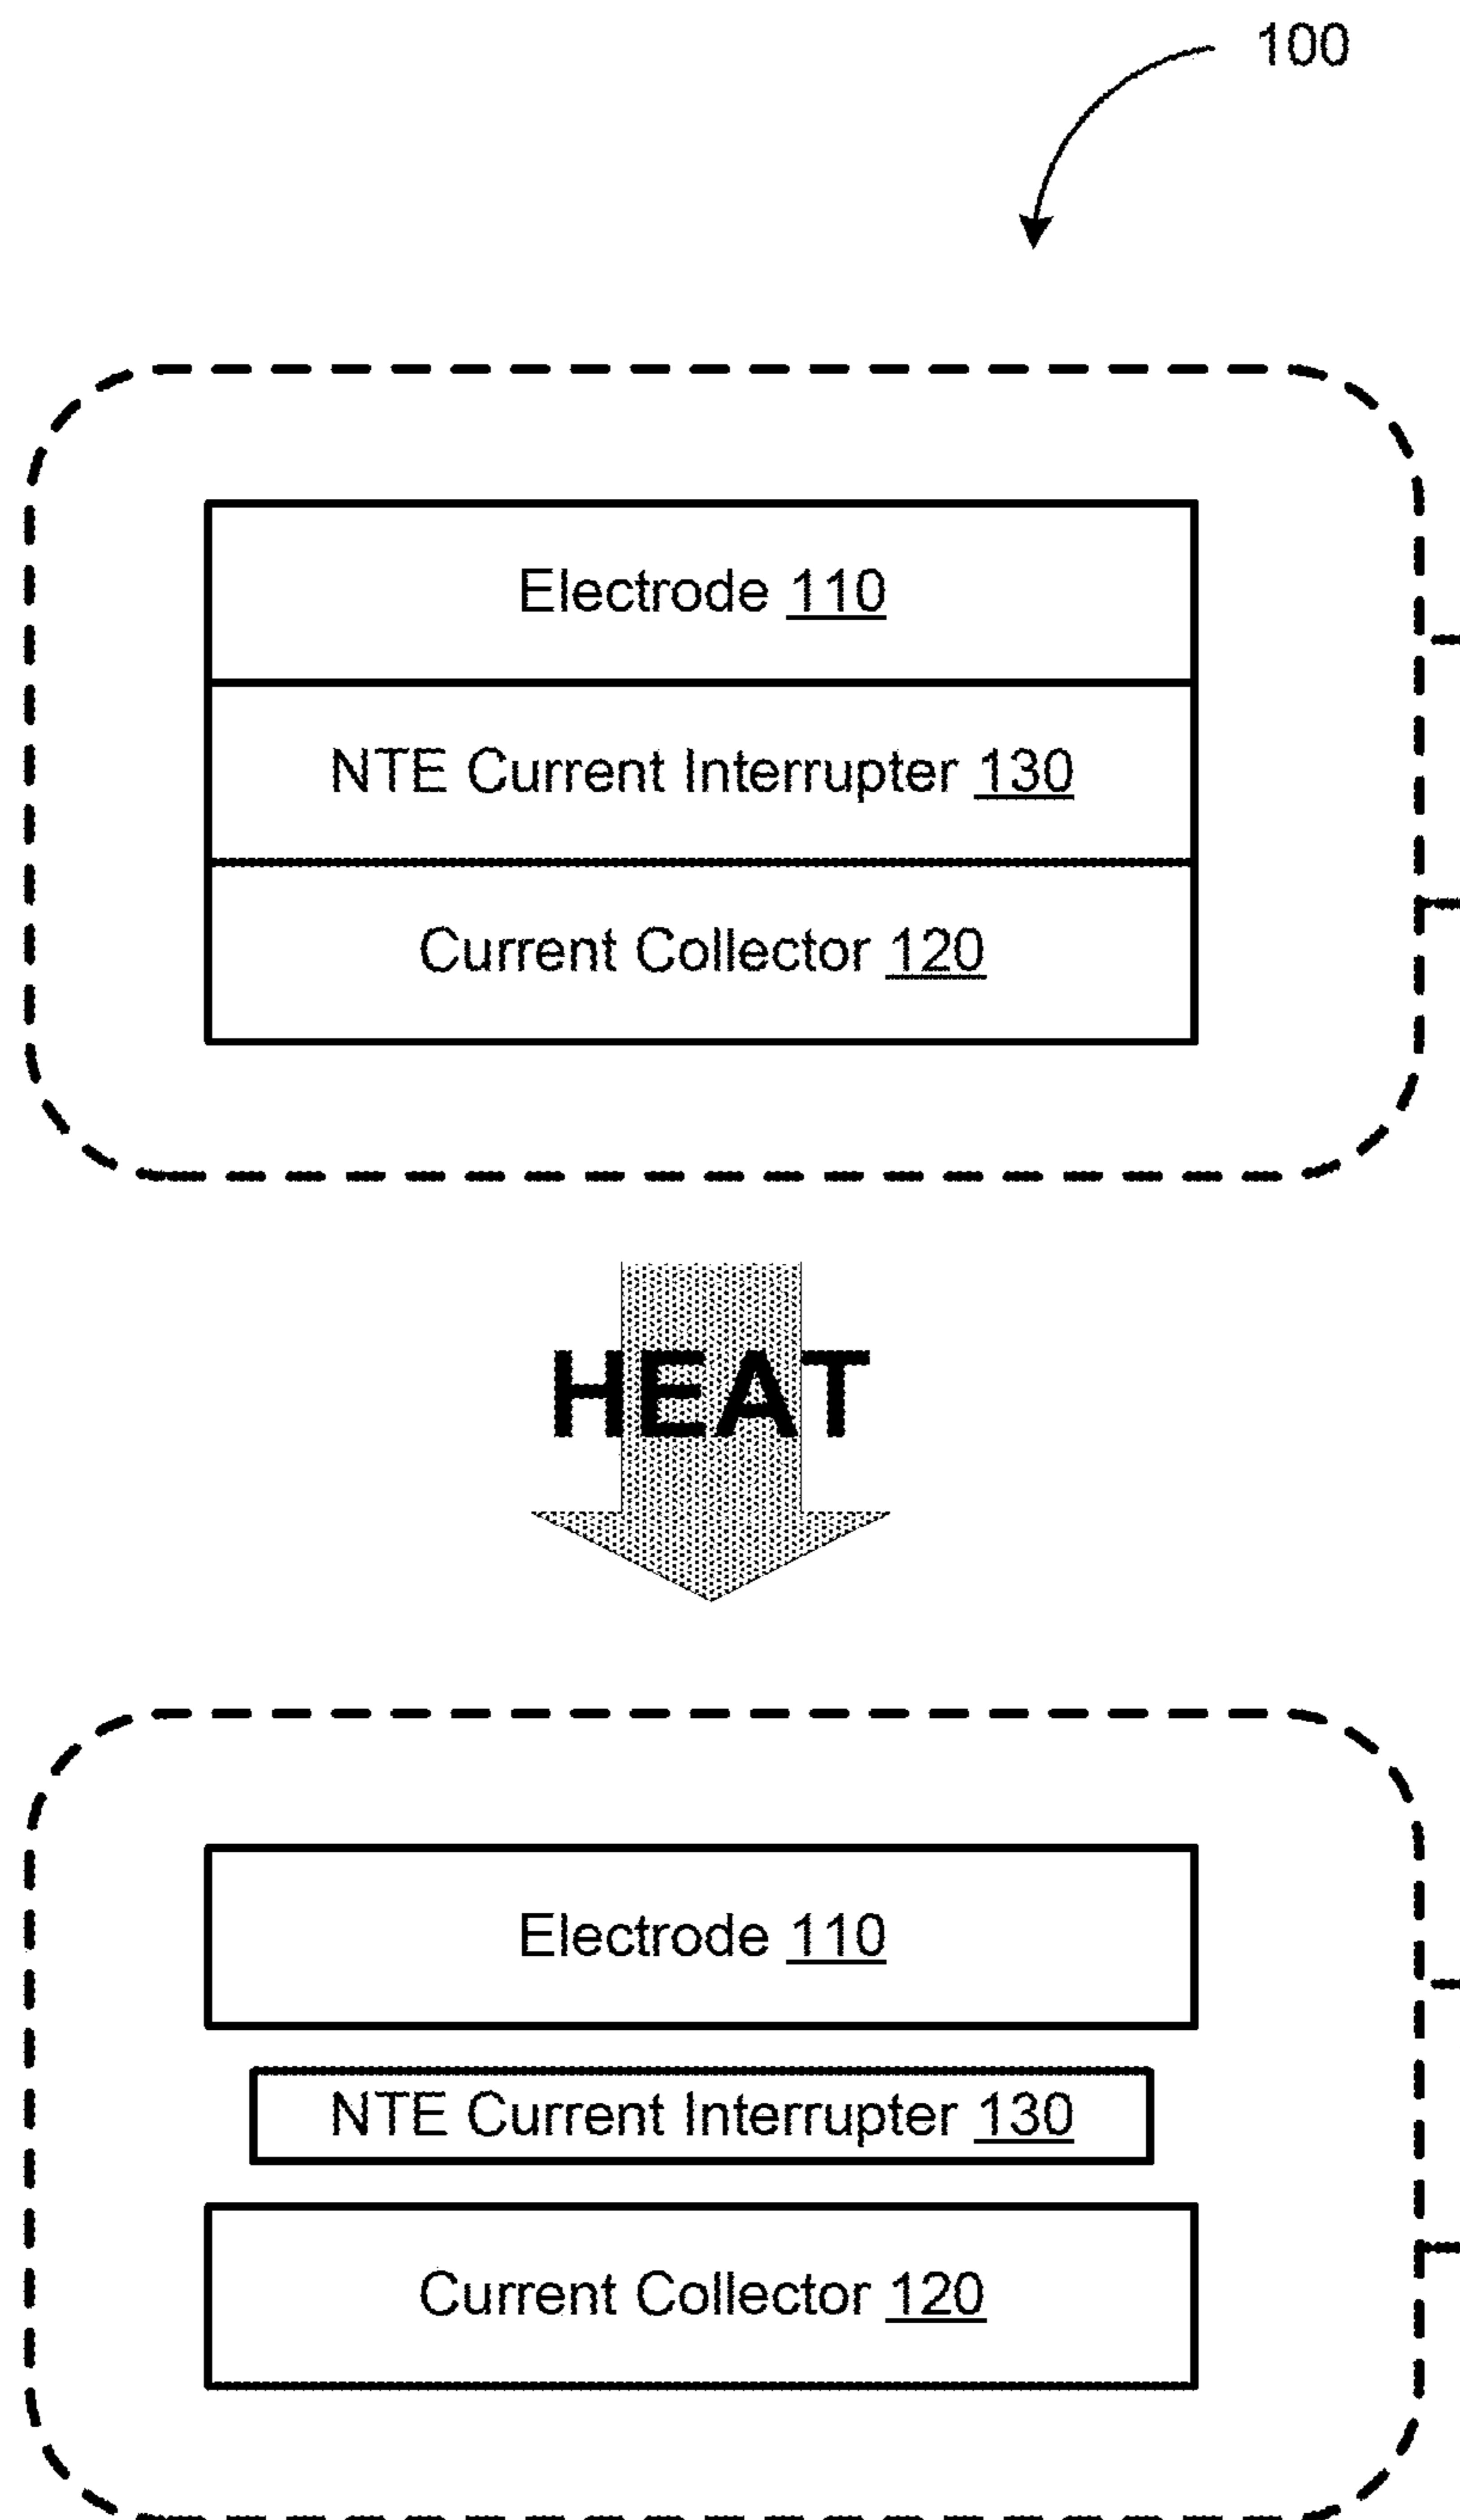 100
Electrode 110
NTE Current Interrupter 130
Current Collector 120
HEAT
Electrode 110
NTE Current Interrupter 130
Current Collector 120